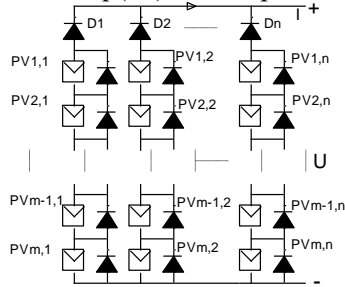 I +
D1 D2 Dn
PV1,1 PV1,2 PV1,n
PV2,1 PV2,2 PV2,n
U
PVm-1,1 PVm-1,2 PVm-1,n
PVm,1 PVm,2 PVm,n
-